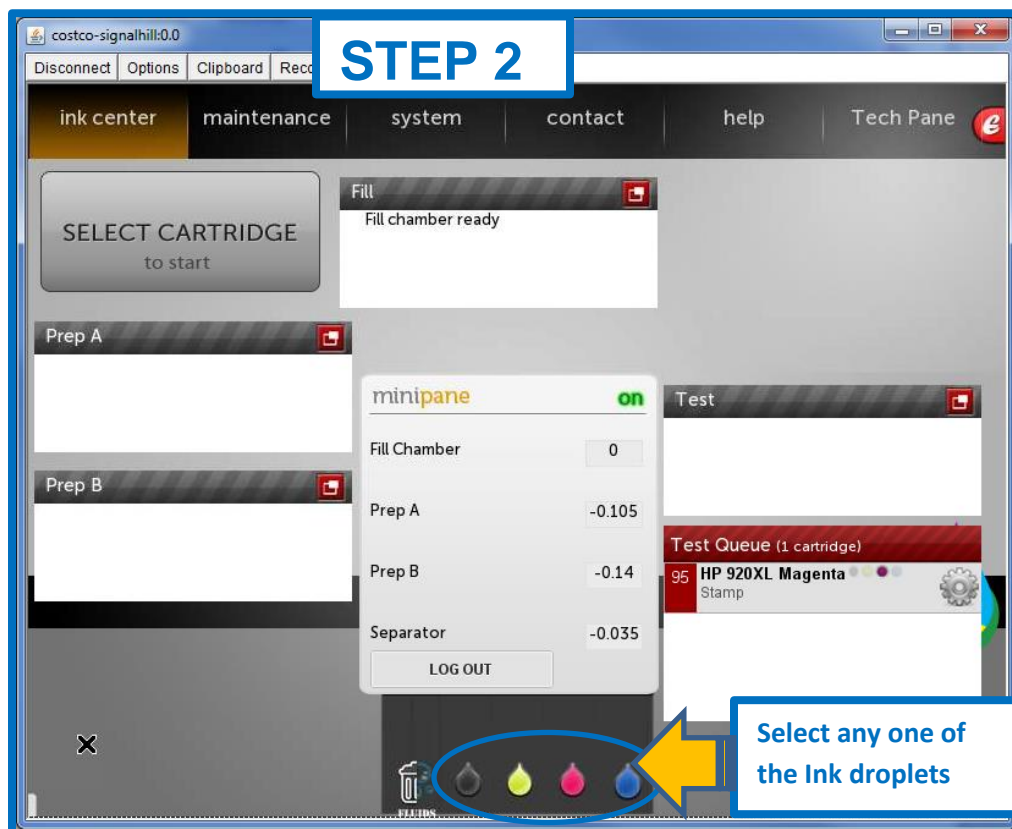 costco-signalhill:0.0
STEP 2
Disconnect Options Clipboard
ink center maintenance system contact help Tech Pane e
SELECT CARTRIDGE
to start
Fill
Fill chamber ready
Prep A
Prep B
minipane on
Fill Chamber 0
Prep A -0.105
Prep B -0.14
Separator -0.035
LOG OUT
Test
Test Queue (1 cartridge)
95 HP 920XL Magenta
Stamp
FLUIDS
Select any one of
the Ink droplets